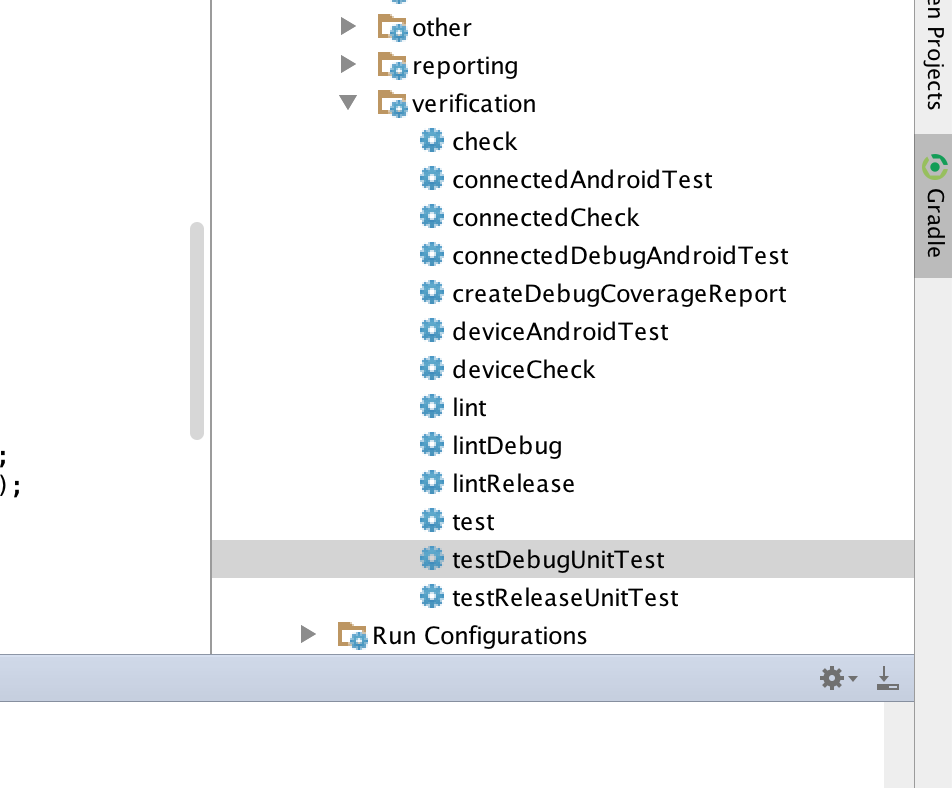 other
reporting
verification
check
connectedAndroidTest
connectedCheck
connectedDebugAndroidTest
createDebugCoverageReport
deviceAndroidTest
deviceCheck
lint
lintDebug
lintRelease
test
testDebugUnitTest
testReleaseUnitTest
Run Configurations
;
);
en Projects
Gradle